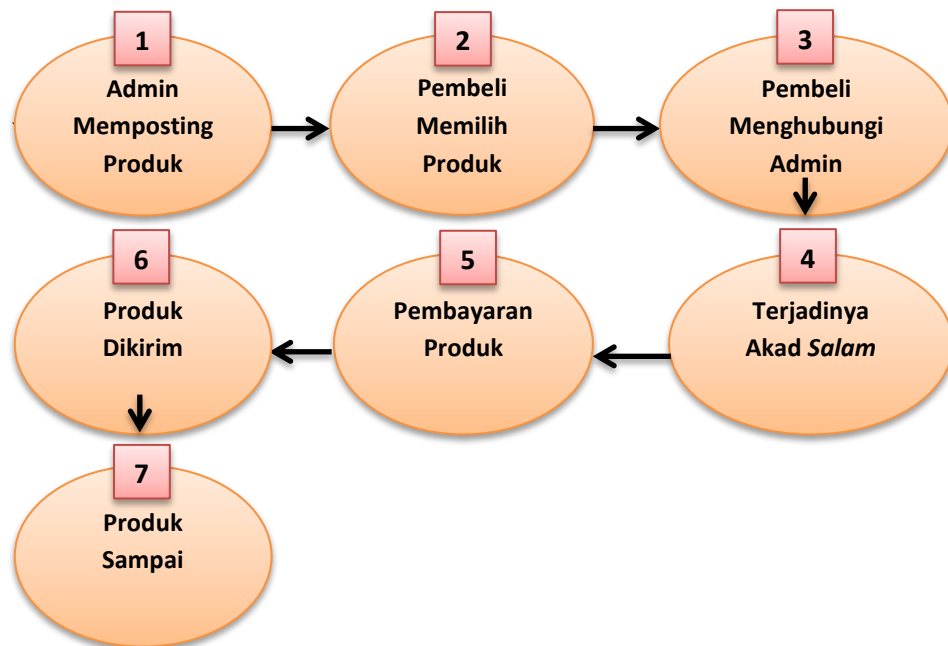 1
Admin
Memposting
Produk
2
Pembeli
Memilih
Produk
3
Pembeli
Menghubungi
Admin
4
Terjadinya
Akad Salam
5
Pembayaran
Produk
6
Produk
Dikirim
7
Produk
Sampai